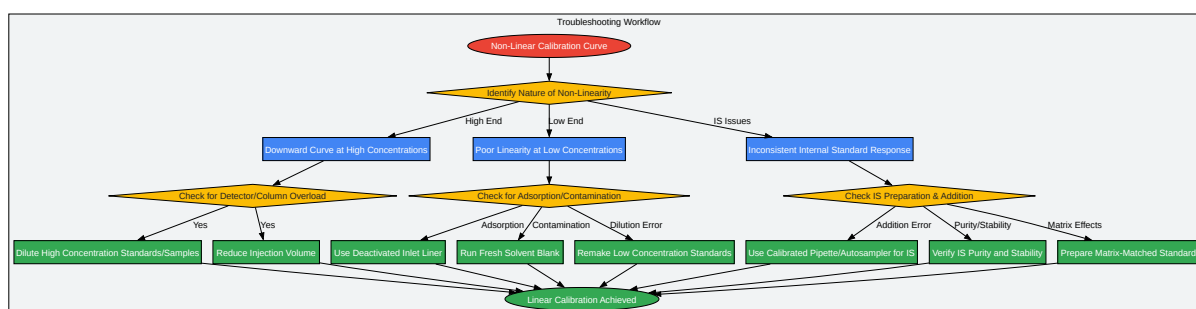 Troubleshooting Workflow
Non-Linear Calibration Curve
Identify Nature of Non-Linearity
High End
Low End
IS Issues
Downward Curve at High Concentrations
Poor Linearity at Low Concentrations
Inconsistent Internal Standard Response
Check for Detector/Column Overload
Check for Adsorption/Contamination
Check IS Preparation & Addition
Yes
Yes
Adsorption
Contamination
Dilution Error
Addition Error
Purity/Stability
Matrix Effects
Dilute High Concentration Standards/Samples
Reduce Injection Volume
Use Deactivated Inlet Liner
Run Fresh Solvent Blank
Remake Low Concentration Standards
Use Calibrated Pipette/Autosampler for IS
Verify IS Purity and Stability
Prepare Matrix-Matched Standards
Linear Calibration Achieved